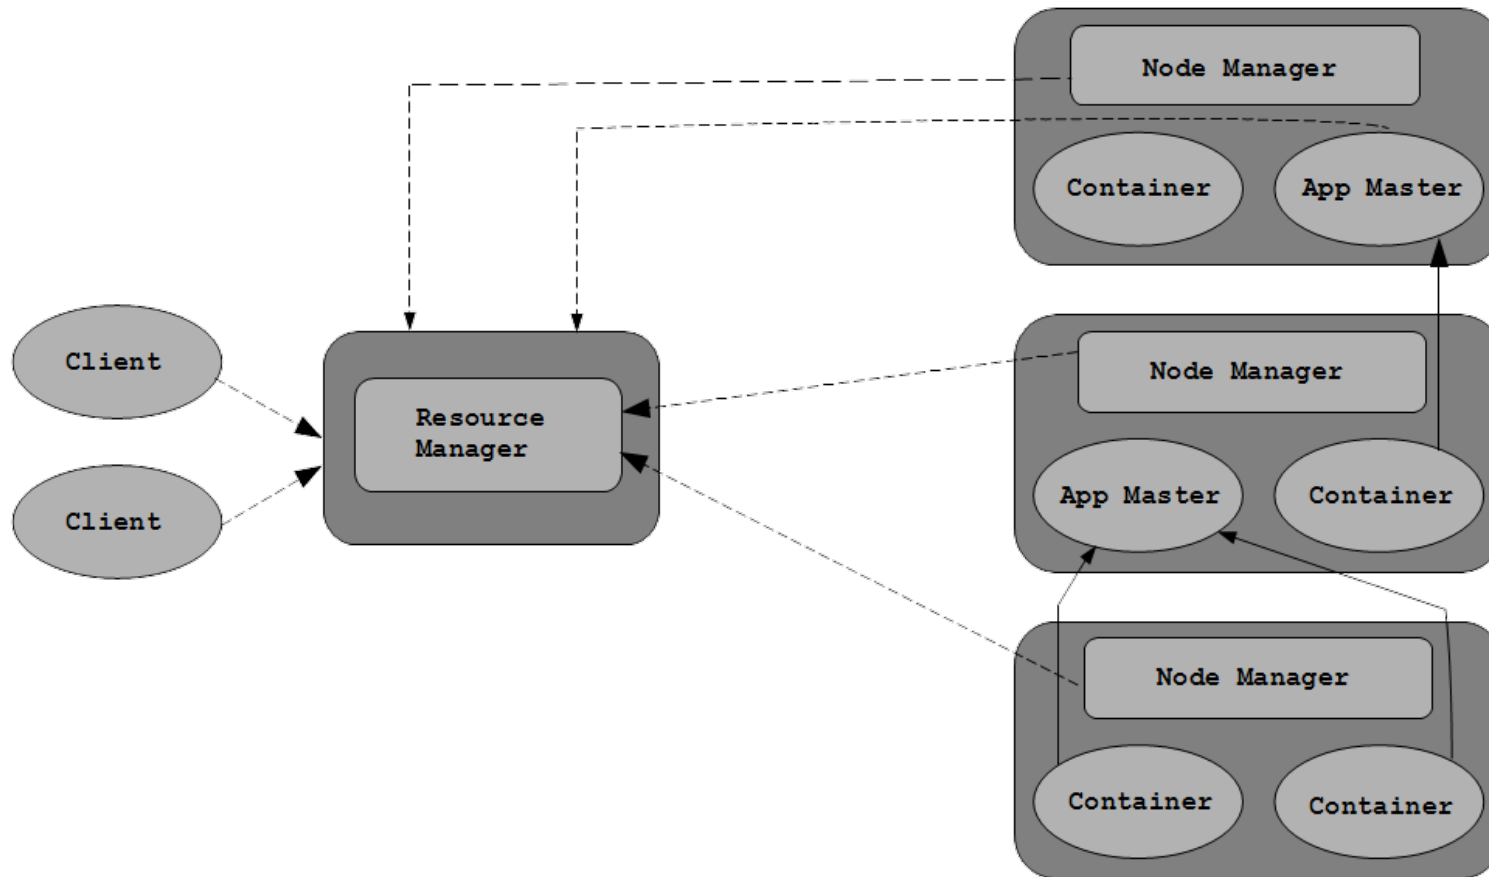 Node Manager
Container
App Master
Client
Client
Resource
Manager
Node Manager
App Master
Container
Node Manager
Container
Container